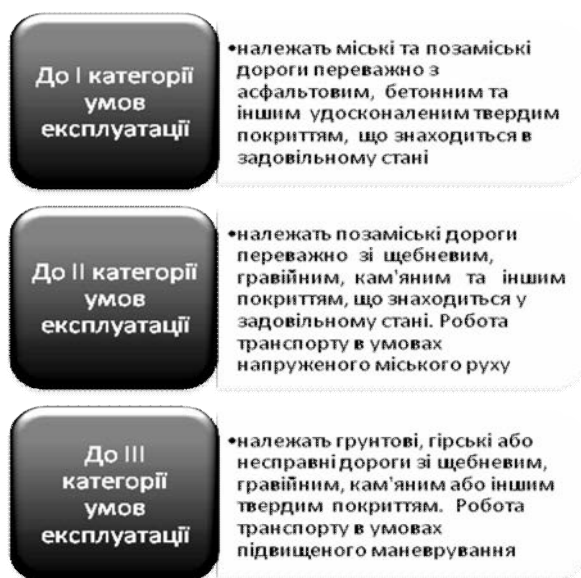 До І категорії
умов
експлуатації
•належать міські та позаміські
дороги переважно з
асфальтовим, бетонним та
іншим удосконаленим твердим
покриттям, що знаходиться в
задовільному стані
До ІІ категорії
умов
експлуатації
•належать позаміські дороги
переважно зі щебневим,
гравійним, кам'яним та іншим
покриттям, що знаходиться у
задовільному стані. Робота
транспорту в умовах
напруженого міського руху
До ІІІ
категорії
умов
експлуатації
•належать грунтові, гірські або
несправні дороги зі щебневим,
гравійним, кам'яним або іншим
твердим покриттям. Робота
транспорту в умовах
підвищеного маневрування